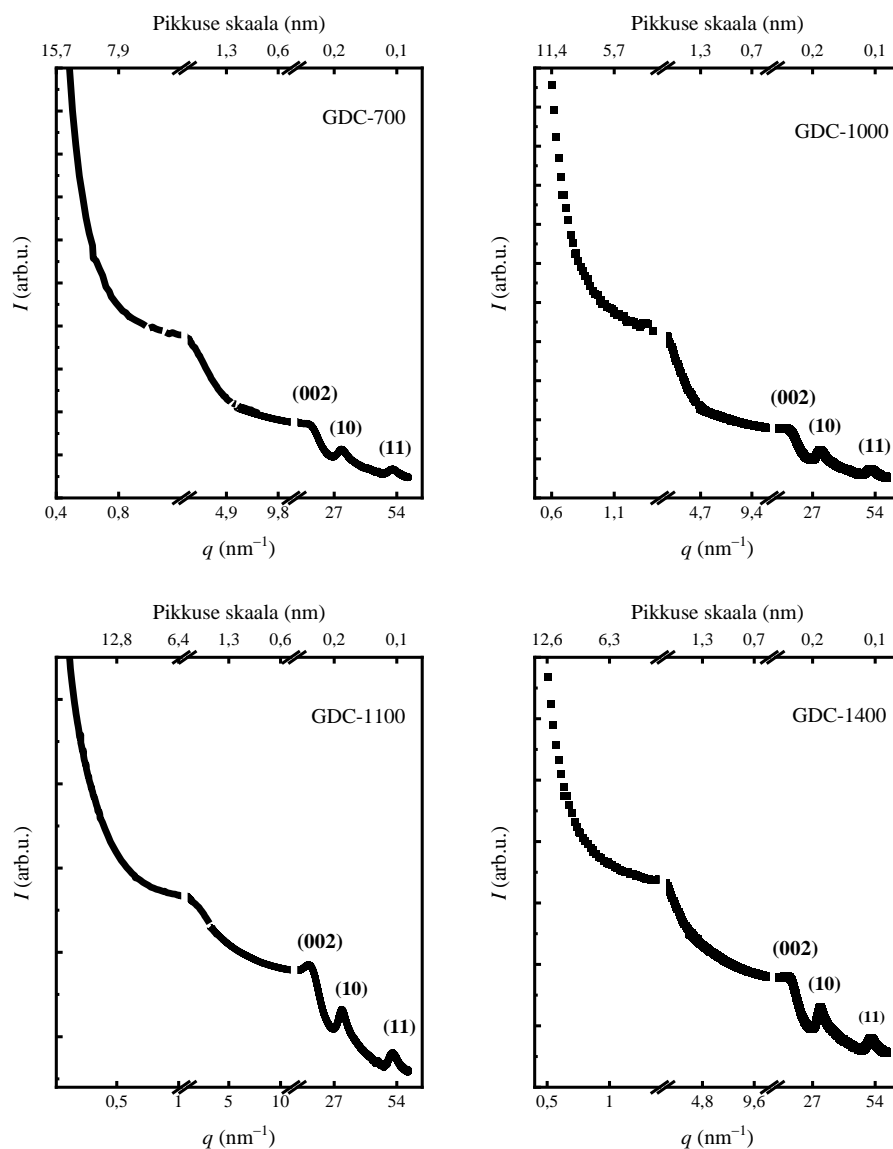 Pikkuse skaala (nm)
15,7 7,9 1,3 0,6 0,2 0,1
GDC-700
I (arb.u.)
(002)
(10)
(11)
0,4 0,8 4,9 9,8 27 54
q (nm⁻¹)
Pikkuse skaala (nm)
11,4 5,7 1,3 0,7 0,2 0,1
GDC-1000
I (arb.u.)
(002)
(10)
(11)
0,6 1,1 4,7 9,4 27 54
q (nm⁻¹)
Pikkuse skaala (nm)
12,8 6,4 1,3 0,6 0,2 0,1
GDC-1100
I (arb.u.)
(002)
(10)
(11)
0,5 1 5 10 27 54
q (nm⁻¹)
Pikkuse skaala (nm)
12,6 6,3 1,3 0,7 0,2 0,1
GDC-1400
I (arb.u.)
(002)
(10)
(11)
0,5 1 4,8 9,6 27 54
q (nm⁻¹)